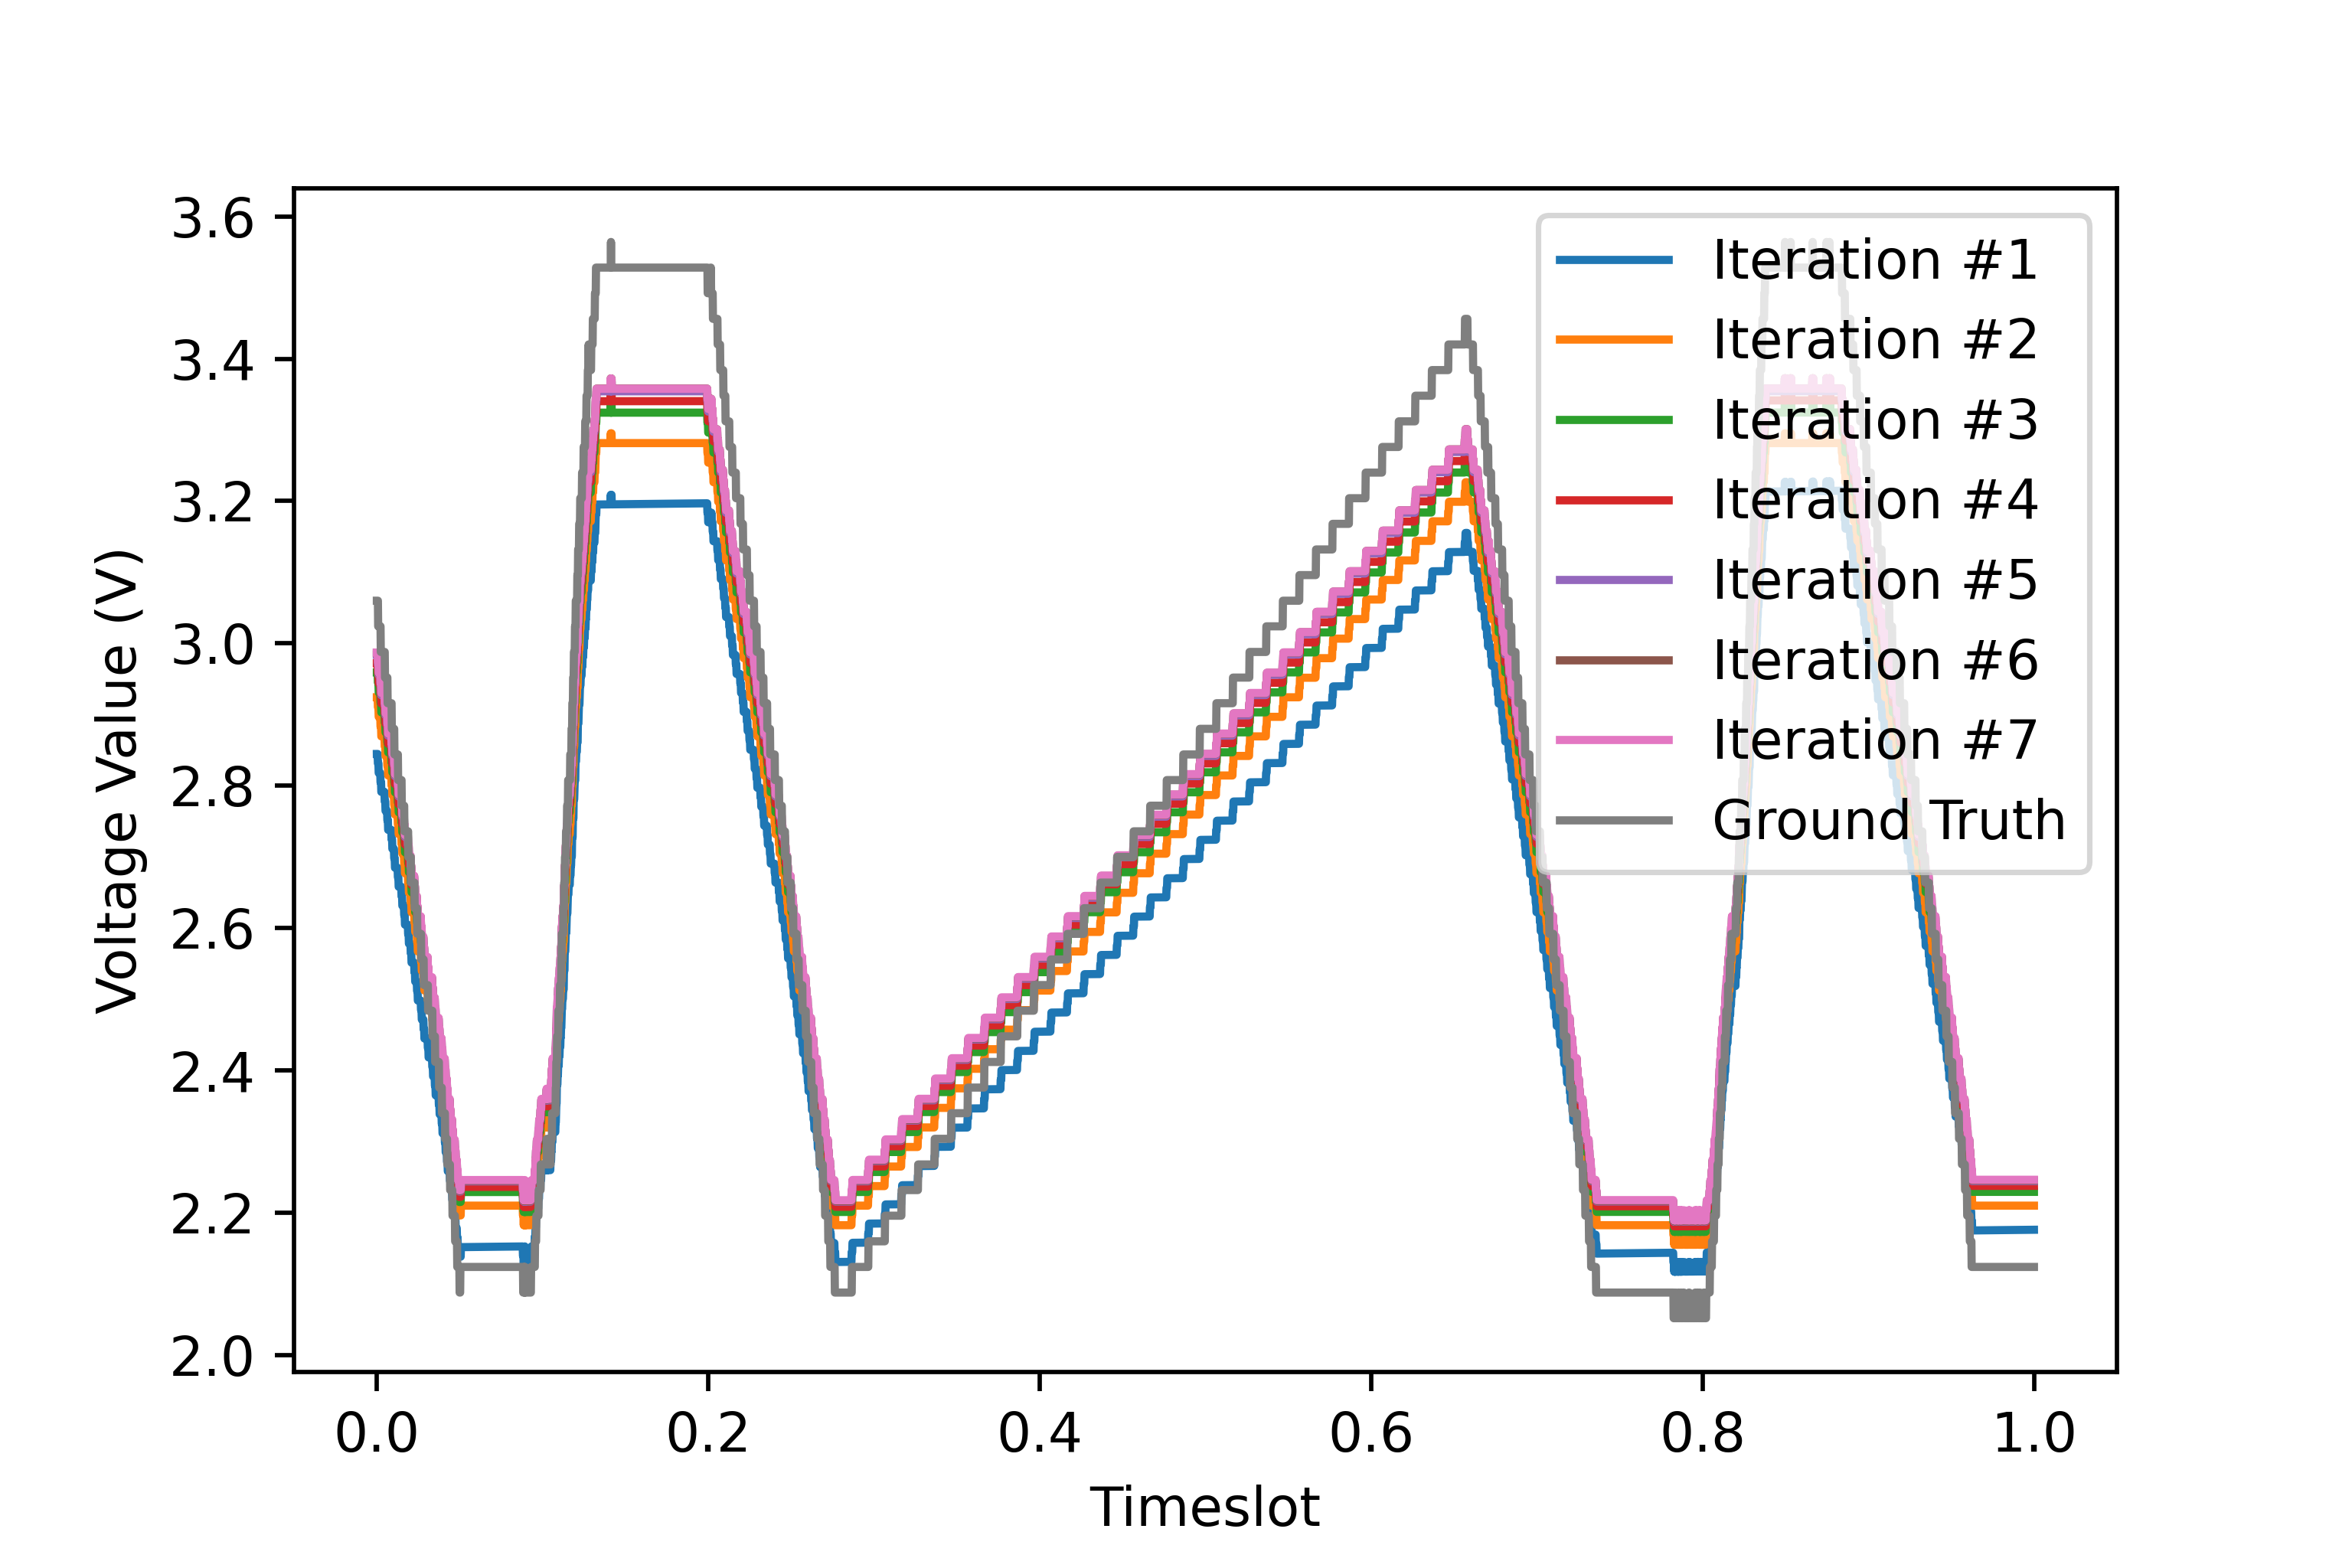 3.6
3.4
3.2
3.0
2.8
2.6
2.4
2.2
2.0
Voltage Value (V)
0.0 0.2 0.4 0.6 0.8 1.0
Timeslot
Iteration #1
Iteration #2
Iteration #3
Iteration #4
Iteration #5
Iteration #6
Iteration #7
Ground Truth